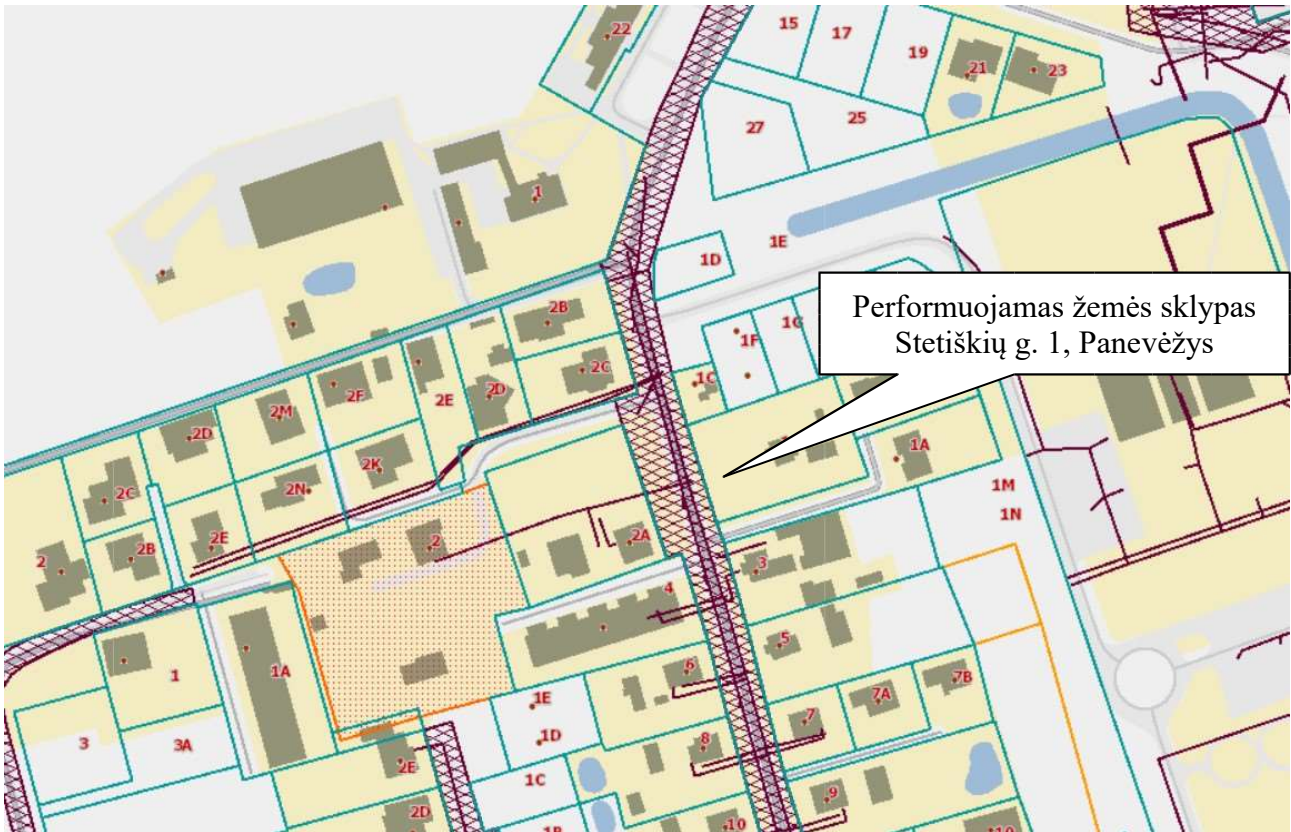 22
15
17
19
21
23
27
25
1
1E
1D
Performuojamas žemės sklypas
Stetiškių g. 1, Panevėžys
2B
1F
1G
2C
1C
2F
2E
2D
2M
2D
1A
2K
2N
2C
1M
1N
2E
2
2A
2B
2
3
4
5
6
1
1A
7A
7B
1E
7
3
3A
1D
8
2E
1C
9
2D
1B
10